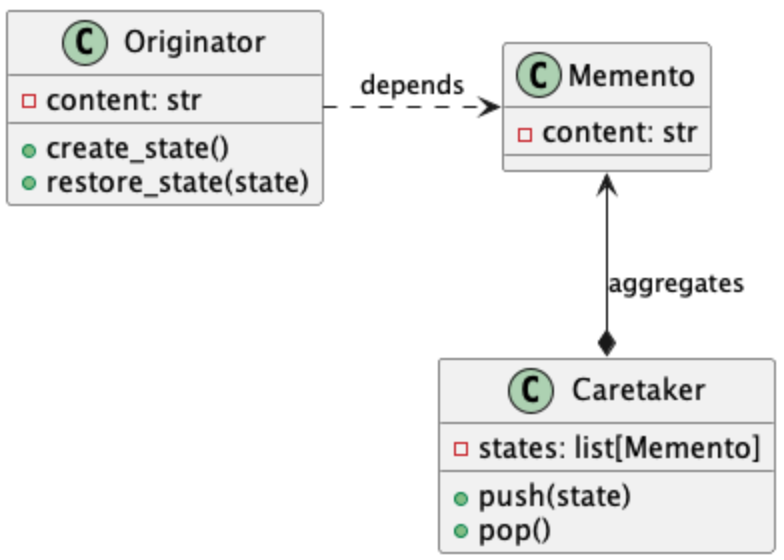 C Originator
content: str
create_state()
restore_state(state)
depends
C Memento
content: str
aggregates
C Caretaker
states: list[Memento]
push(state)
pop()